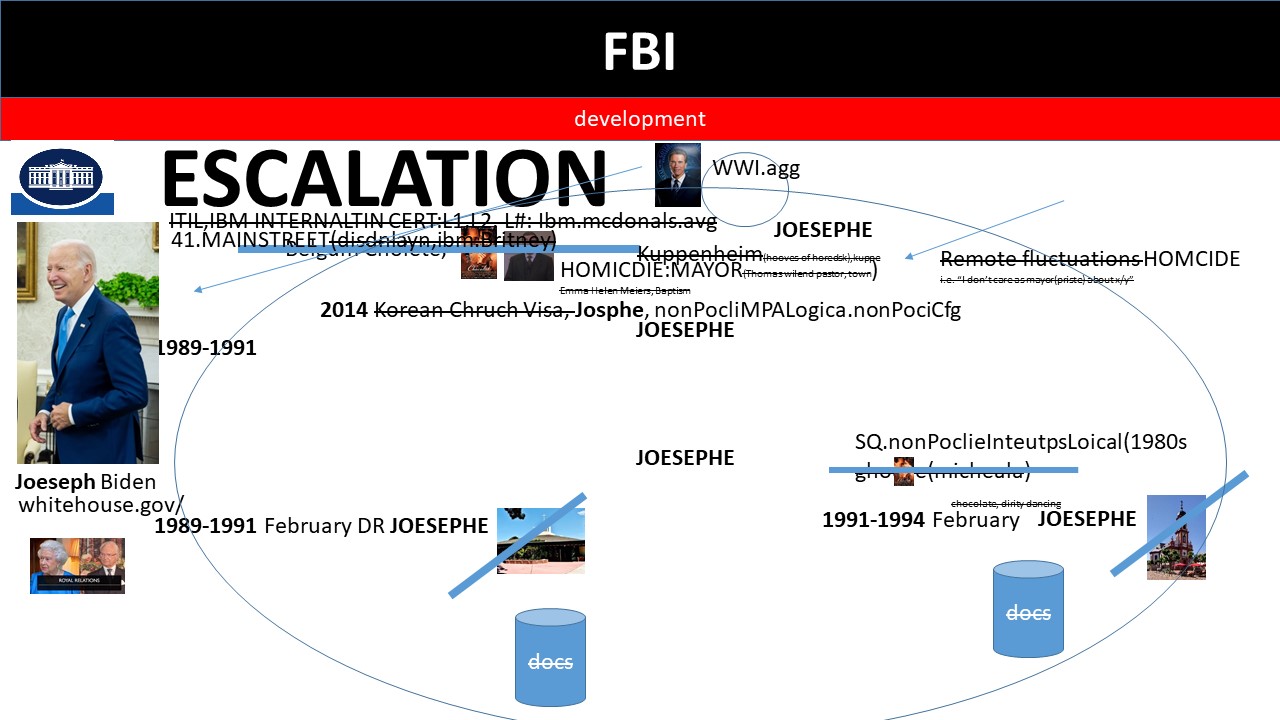 FBI
development
ESCALATION
WWI.agg
ITIL,IBM INTERNALTIN CERT:L1,L2, L#: Ibm.mcdonals.avg
41.MAINSTREET(disdnlayn,ibm:Britney)
JOESEPHE
Kuppenheim(hooves of horedsk),kuppe
Remote fluctuations HOMCIDE
HOMICDIE:MAYOR(Thomas wilend pastor, town)
i.e. "I don't care as mayor(priste) about x/y"
Emma Helen Meiers, Baptism
2014 Korean Chruch Visa, Josphe, nonPocliMPALogica.nonPociCfg
JOESEPHE
1989-1991
SQ.nonPoclieInteutpsLoical(1980s
JOESEPHE
e(micheala)
Joeseph Biden
whitehouse.gov/
chocolate, dirity dancing
1989-1991 February DR JOESEPHE
1991-1994 February JOESEPHE
ROYAL RELATIONS
docs
docs